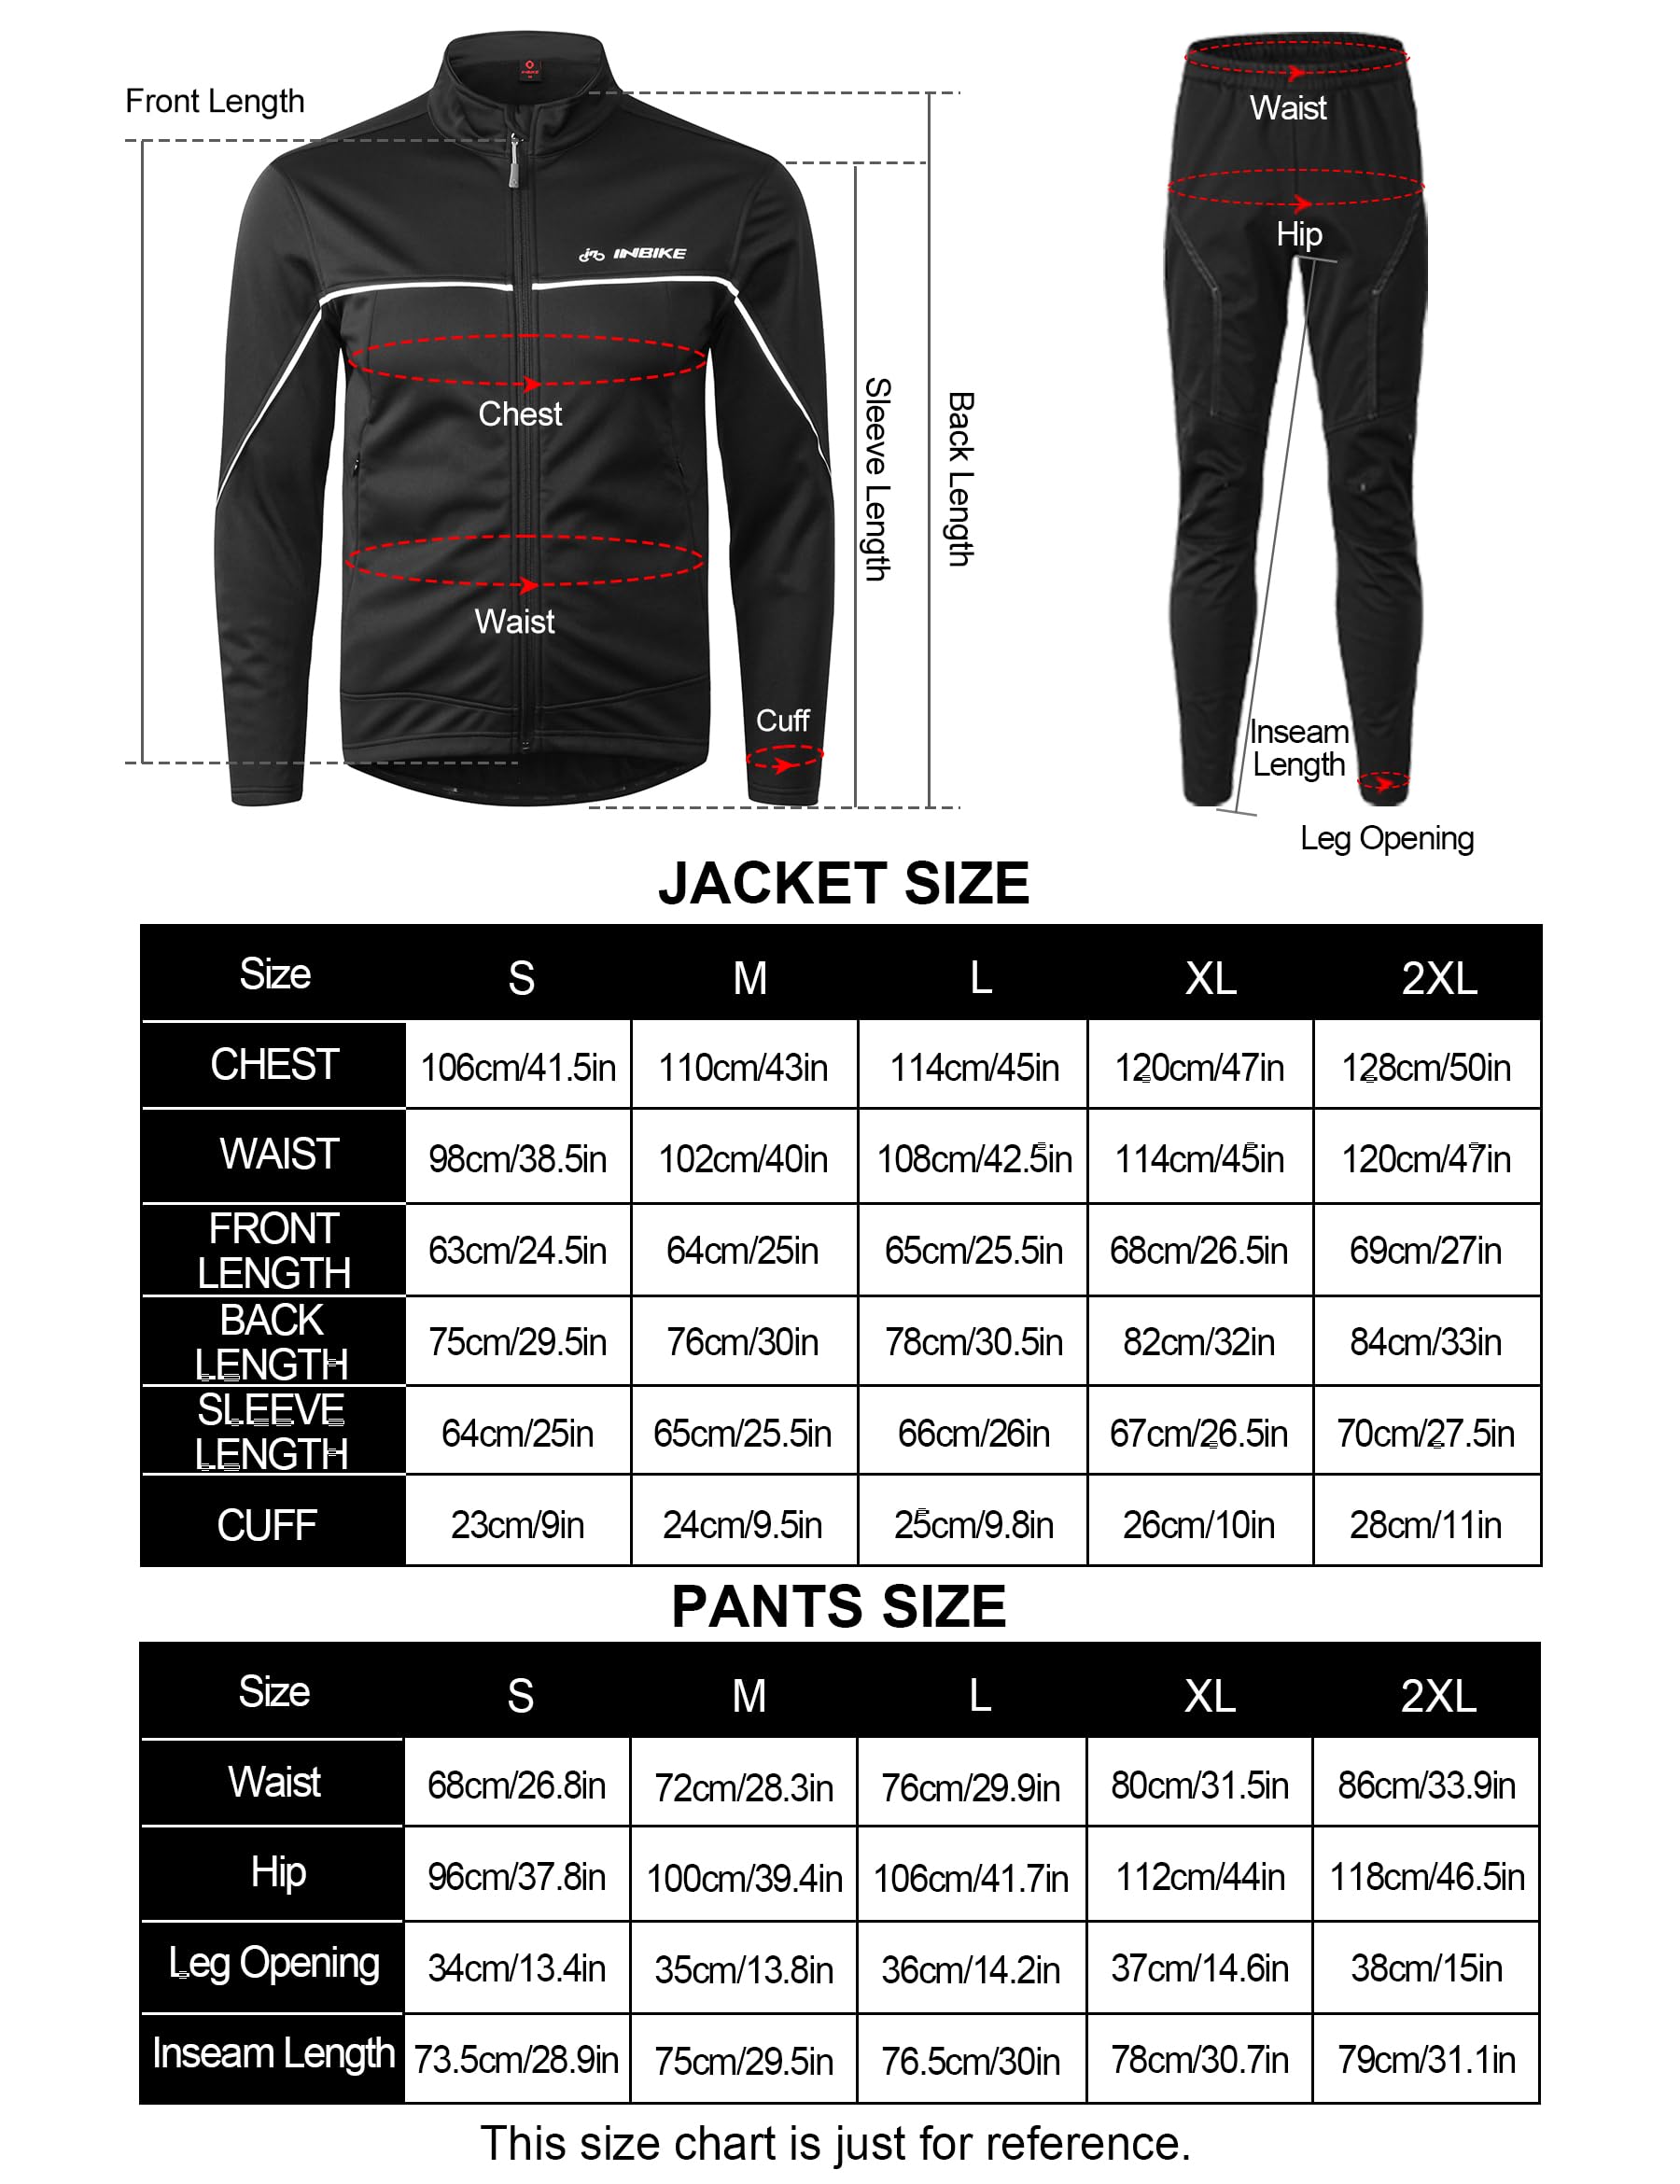 Front Length
Waist
Hip
INBIKE
Chest
Sleeve Length
Back Length
Waist
Cuff
Inseam
Length
Leg Opening
JACKET SIZE
Size S M L XL 2XL
CHEST 106cm/41.5in 110cm/43in 114cm/45in 120cm/47in 128cm/50in
WAIST 98cm/38.5in 102cm/40in 108cm/42.5in 114cm/45in 120cm/47in
FRONT
LENGTH 63cm/24.5in 64cm/25in 65cm/25.5in 68cm/26.5in 69cm/27in
BACK
LENGTH 75cm/29.5in 76cm/30in 78cm/30.5in 82cm/32in 84cm/33in
SLEEVE
LENGTH 64cm/25in 65cm/25.5in 66cm/26in 67cm/26.5in 70cm/27.5in
CUFF 23cm/9in 24cm/9.5in 25cm/9.8in 26cm/10in 28cm/11in
PANTS SIZE
Size S M L XL 2XL
Waist 68cm/26.8in 72cm/28.3in 76cm/29.9in 80cm/31.5in 86cm/33.9in
Hip 96cm/37.8in 100cm/39.4in 106cm/41.7in 112cm/44in 118cm/46.5in
Leg Opening 34cm/13.4in 35cm/13.8in 36cm/14.2in 37cm/14.6in 38cm/15in
Inseam Length 73.5cm/28.9in 75cm/29.5in 76.5cm/30in 78cm/30.7in 79cm/31.1in
This size chart is just for reference.